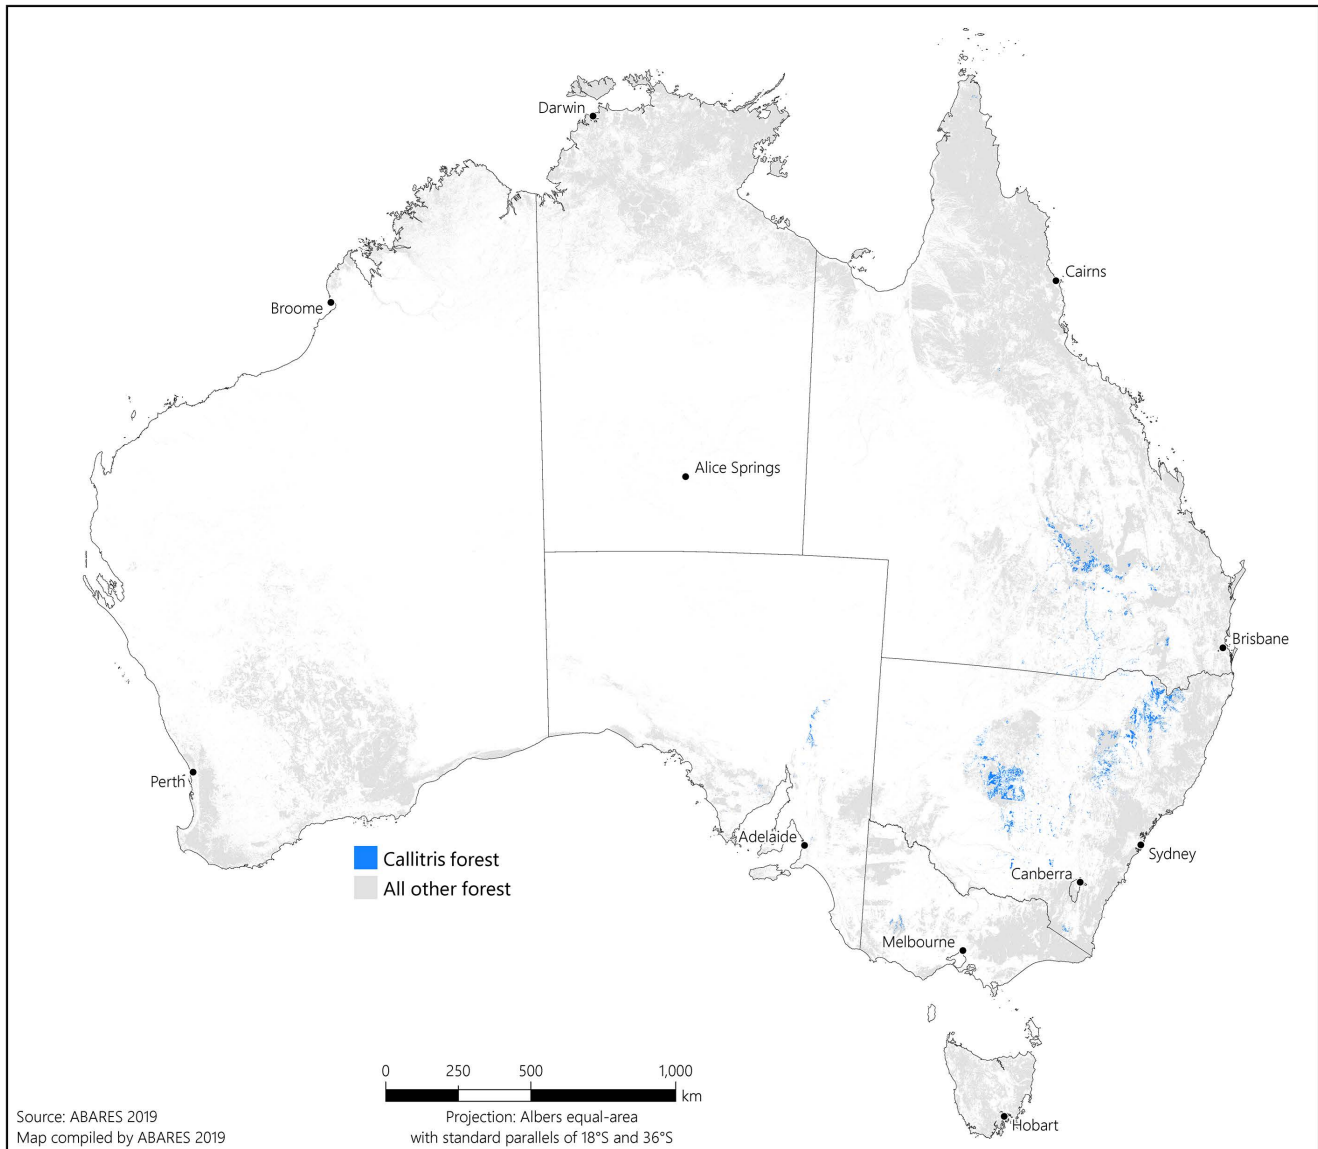 Darwin
Cairns
Broome
Alice Springs
Brisbane
Perth
Adelaide
Sydney
Canberra
Melbourne
Hobart
Callitris forest
All other forest
0 250 500 1,000
km
Projection: Albers equal-area
with standard parallels of 18°S and 36°S
Source: ABARES 2019
Map compiled by ABARES 2019